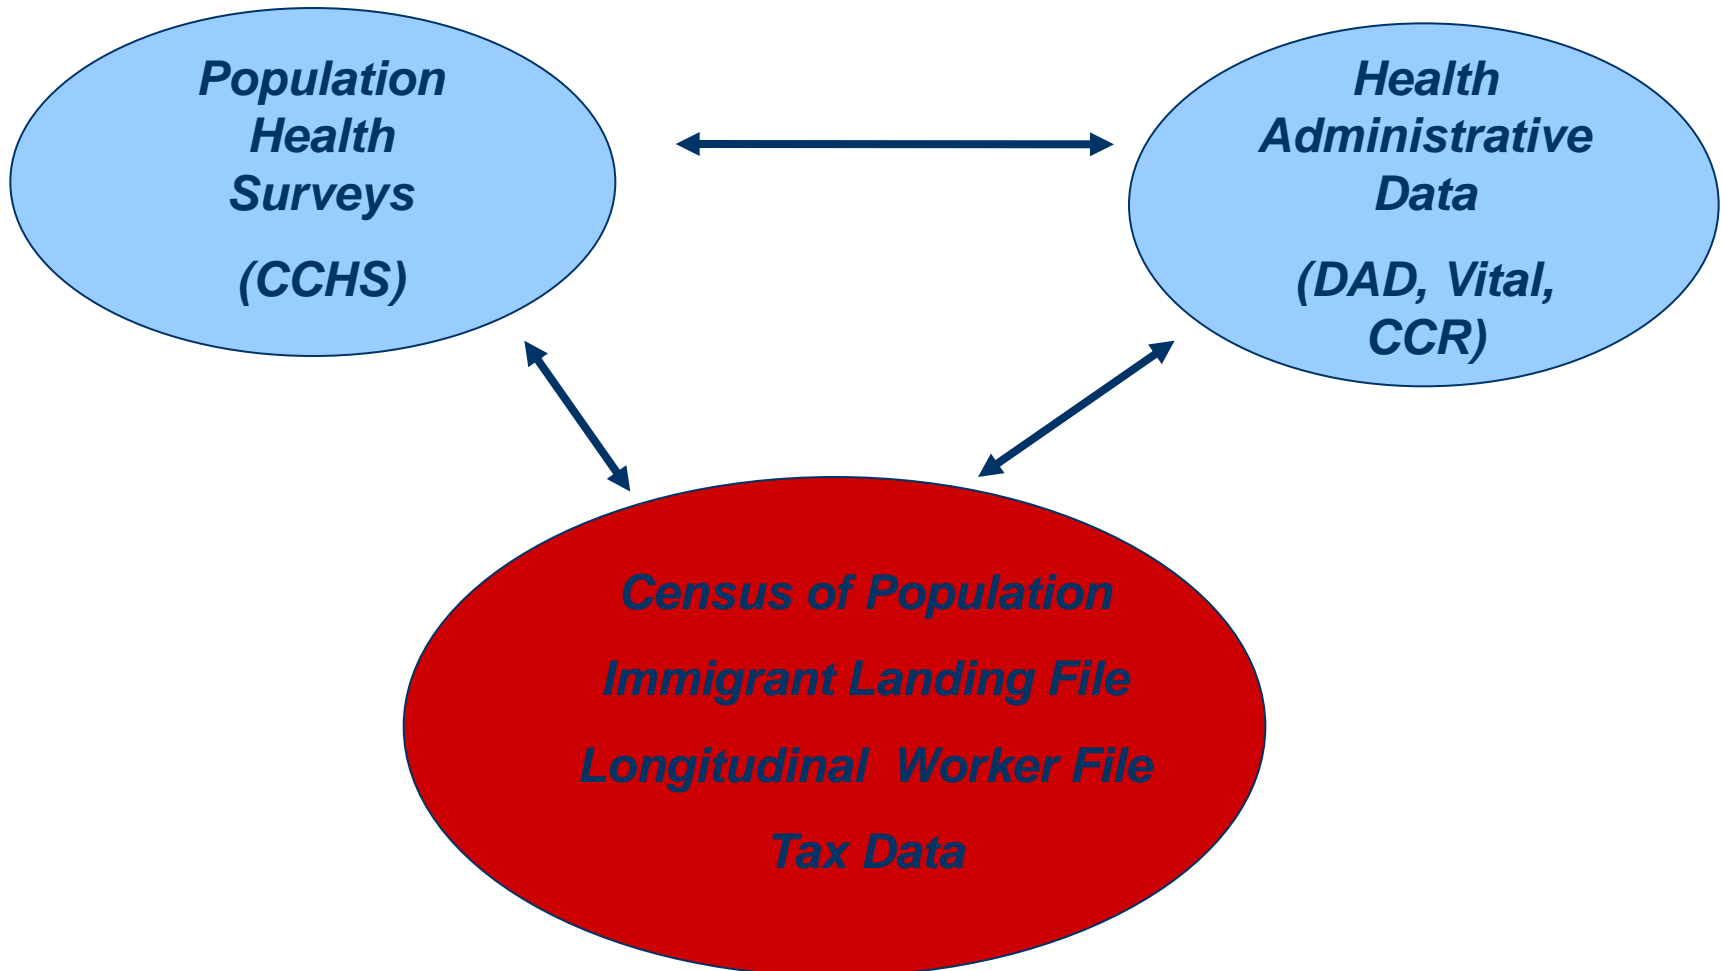 Population
Health
Surveys
(CCHS)
Health
Administrative
Data
(DAD, Vital,
CCR)
Census of Population
Immigrant Landing File
Longitudinal  Worker File
Tax Data